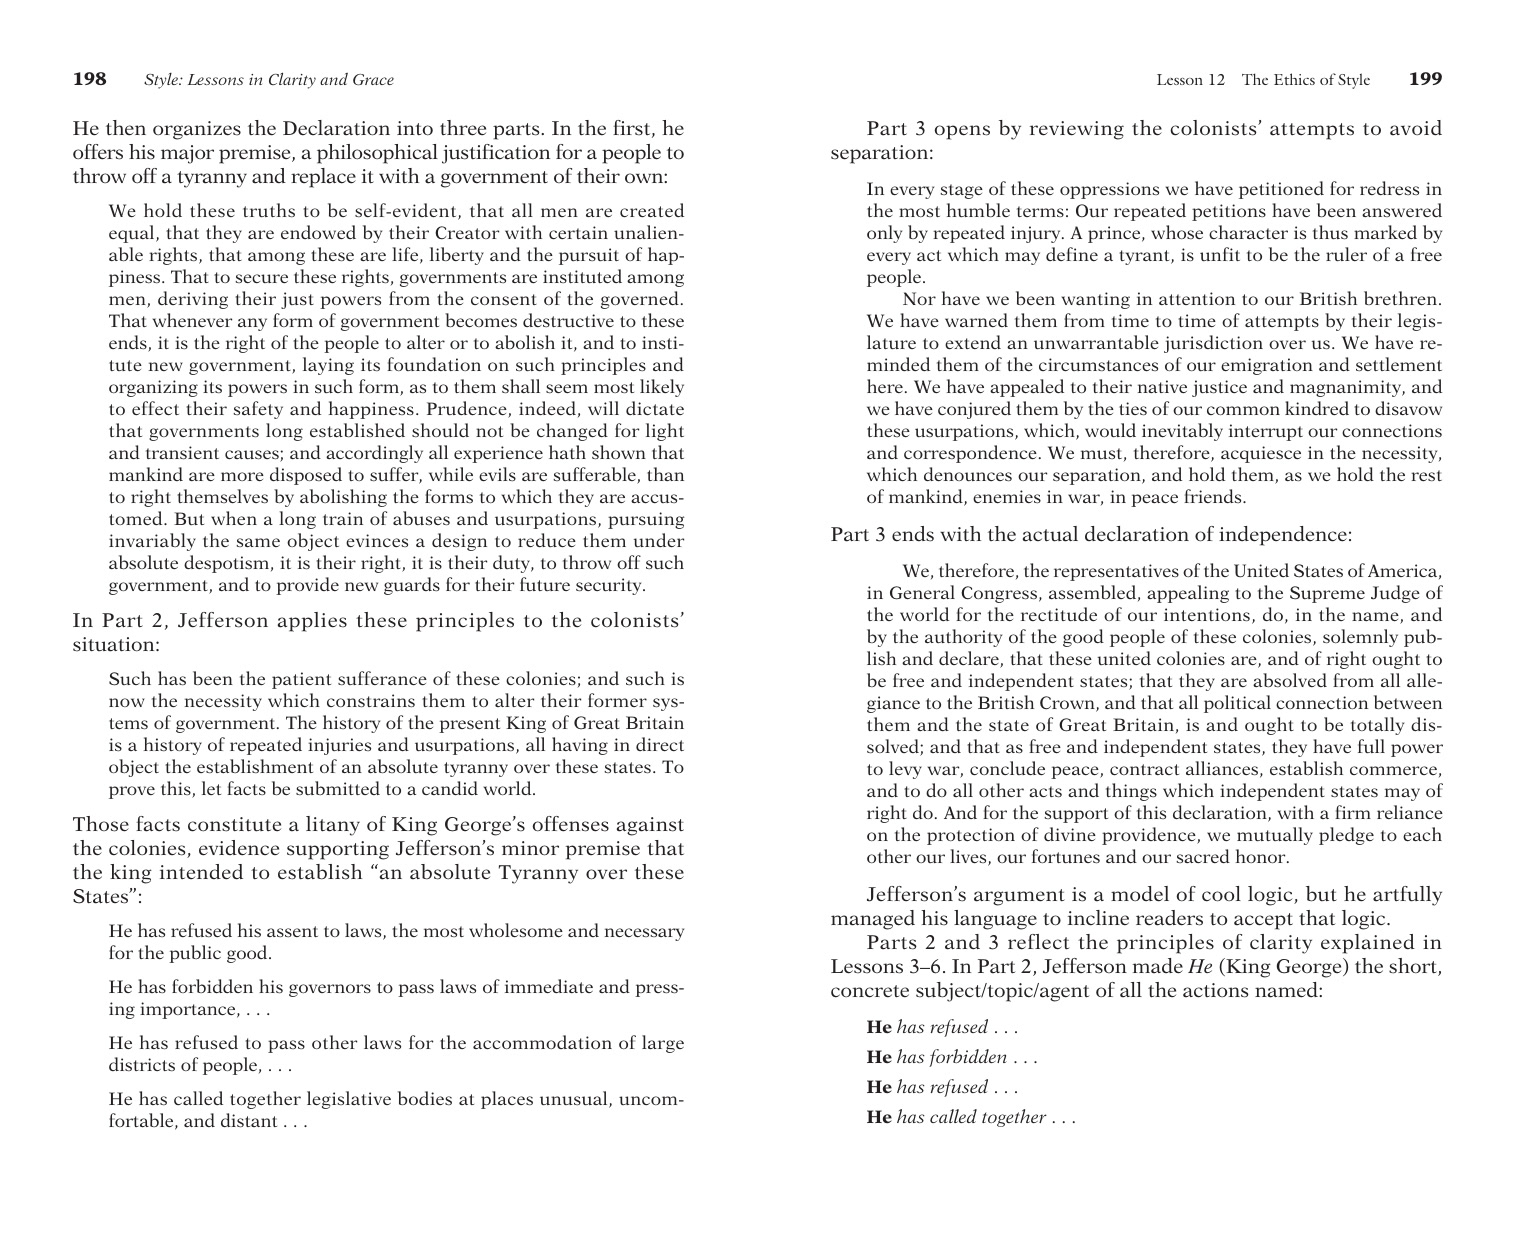 198 Style: Lessons in Clarity and Grace
He then organizes the Declaration into three parts. In the first, he
offers his major premise, a philosophical justification for a people to
throw off a tyranny and replace it with a government of their own:
We hold these truths to be self-evident, that all men are created
equal, that they are endowed by their Creator with certain unalien-
able rights, that among these are life, liberty and the pursuit of hap-
piness. That to secure these rights, governments are instituted among
men, deriving their just powers from the consent of the governed.
That whenever any form of government becomes destructive to these
ends, it is the right of the people to alter or to abolish it, and to insti-
tute new government, laying its foundation on such principles and
organizing its powers in such form, as to them shall seem most likely
to effect their safety and happiness. Prudence, indeed, will dictate
that governments long established should not be changed for light
and transient causes; and accordingly all experience hath shown that
mankind are more disposed to suffer, while evils are sufferable, than
to right themselves by abolishing the forms to which they are accus-
tomed. But when a long train of abuses and usurpations, pursuing
invariably the same object evinces a design to reduce them under
absolute despotism, it is their right, it is their duty, to throw off such
government, and to provide new guards for their future security.
In Part 2, Jefferson applies these principles to the colonists’
situation:
Such has been the patient sufferance of these colonies; and such is
now the necessity which constrains them to alter their former sys-
tems of government. The history of the present King of Great Britain
is a history of repeated injuries and usurpations, all having in direct
object the establishment of an absolute tyranny over these states. To
prove this, let facts be submitted to a candid world.
Those facts constitute a litany of King George’s offenses against
the colonies, evidence supporting Jefferson’s minor premise that
the king intended to establish “an absolute Tyranny over these
States”:
He has refused his assent to laws, the most wholesome and necessary
for the public good.
He has forbidden his governors to pass laws of immediate and press-
ing importance, . . .
He has refused to pass other laws for the accommodation of large
districts of people, . . .
He has called together legislative bodies at places unusual, uncom-
fortable, and distant . . .
Lesson 12 The Ethics of Style 199
Part 3 opens by reviewing the colonists’ attempts to avoid
separation:
In every stage of these oppressions we have petitioned for redress in
the most humble terms: Our repeated petitions have been answered
only by repeated injury. A prince, whose character is thus marked by
every act which may define a tyrant, is unfit to be the ruler of a free
people.
Nor have we been wanting in attention to our British brethren.
We have warned them from time to time of attempts by their legis-
lature to extend an unwarrantable jurisdiction over us. We have re-
minded them of the circumstances of our emigration and settlement
here. We have appealed to their native justice and magnanimity, and
we have conjured them by the ties of our common kindred to disavow
these usurpations, which, would inevitably interrupt our connections
and correspondence. We must, therefore, acquiesce in the necessity,
which denounces our separation, and hold them, as we hold the rest
of mankind, enemies in war, in peace friends.
Part 3 ends with the actual declaration of independence:
We, therefore, the representatives of the United States of America,
in General Congress, assembled, appealing to the Supreme Judge of
the world for the rectitude of our intentions, do, in the name, and
by the authority of the good people of these colonies, solemnly pub-
lish and declare, that these united colonies are, and of right ought to
be free and independent states; that they are absolved from all alle-
giance to the British Crown, and that all political connection between
them and the state of Great Britain, is and ought to be totally dis-
solved; and that as free and independent states, they have full power
to levy war, conclude peace, contract alliances, establish commerce,
and to do all other acts and things which independent states may of
right do. And for the support of this declaration, with a firm reliance
on the protection of divine providence, we mutually pledge to each
other our lives, our fortunes and our sacred honor.
Jefferson’s argument is a model of cool logic, but he artfully
managed his language to incline readers to accept that logic.
Parts 2 and 3 reflect the principles of clarity explained in
Lessons 3–6. In Part 2, Jefferson made He (King George) the short,
concrete subject/topic/agent of all the actions named:
He has refused . . .
He has forbidden . . .
He has refused . . .
He has called together . . .